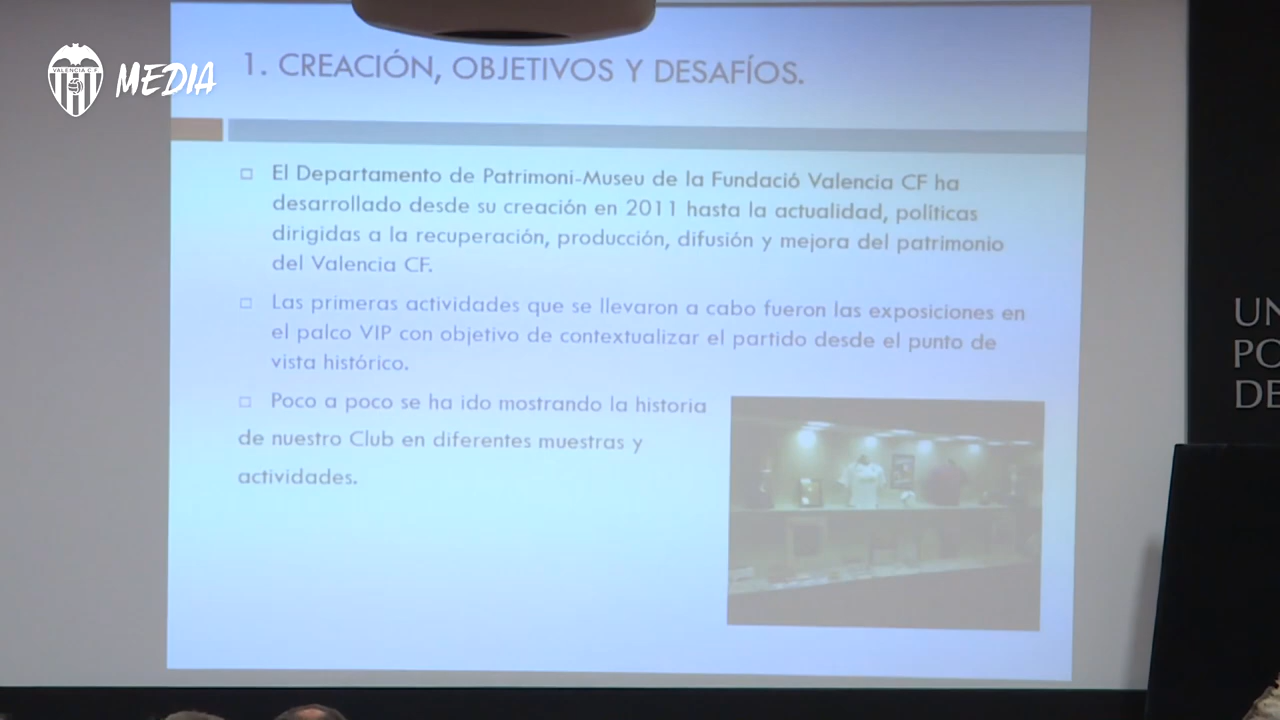 VALENCIA C.F.
MEDIA
1. CREACIÓN, OBJETIVOS Y DESAFÍOS.
El Departamento de Patrimoni-Museu de la Fundació Valencia CF ha
desarrollado desde su creación en 2011 hasta la actualidad, políticas
dirigidas a la recuperación, producción, difusión y mejora del patrimonio
del Valencia CF.
Las primeras actividades que se llevaron a cabo fueron las exposiciones en
el palco VIP con objetivo de contextualizar el partido desde el punto de
vista histórico.
Poco a poco se ha ido mostrando la historia
de nuestro Club en diferentes muestras y
actividades.
UN
PO
DE